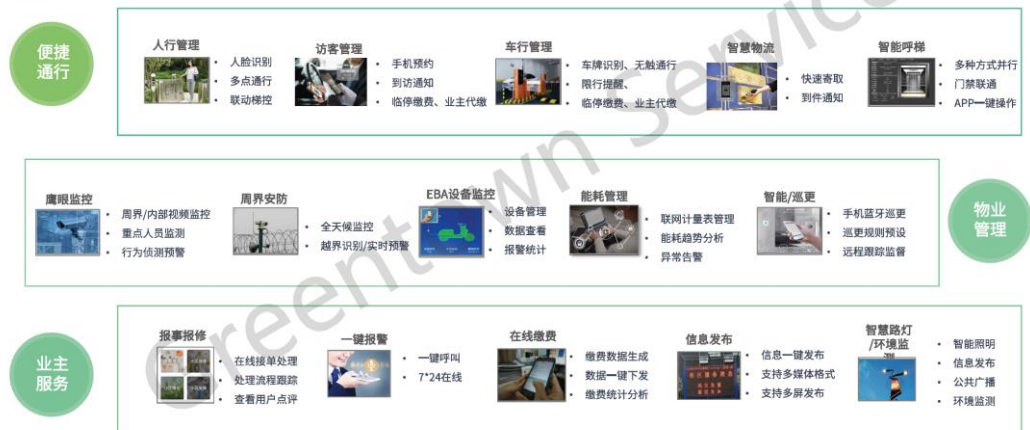 便捷
通行
人行管理
• 人脸识别
• 多点通行
• 联动梯控
访客管理
• 手机预约
• 到访通知
• 临停缴费、业主代缴
车行管理
• 车牌识别、无触通行
• 限行提醒、
• 临停缴费、业主代缴
智慧物流
• 快速寄取
• 到件通知
智能呼梯
• 多种方式并行
• 门禁联通
• APP一键操作
鹰眼监控
• 周界/内部视频监控
• 重点人员监测
• 行为侦测预警
周界安防
• 全天候监控
• 越界识别/实时预警
EBA设备监控
• 设备管理
• 数据查看
• 报警统计
能耗管理
• 联网计量表管理
• 能耗趋势分析
• 异常告警
智能/巡更
• 手机蓝牙巡更
• 巡更规则预设
• 远程跟踪监督
物业
管理
业主
服务
报事报修
• 在线接单处理
• 处理流程跟踪
• 查看用户点评
一键报警
• 一键呼叫
• 7*24在线
在线缴费
• 缴费数据生成
• 数据一键下发
• 缴费统计分析
信息发布
• 信息一键发布
• 支持多媒体格式
• 支持多屏发布
智慧路灯
/环境监
测
• 智能照明
• 信息发布
• 公共广播
• 环境监测
Greentown Service